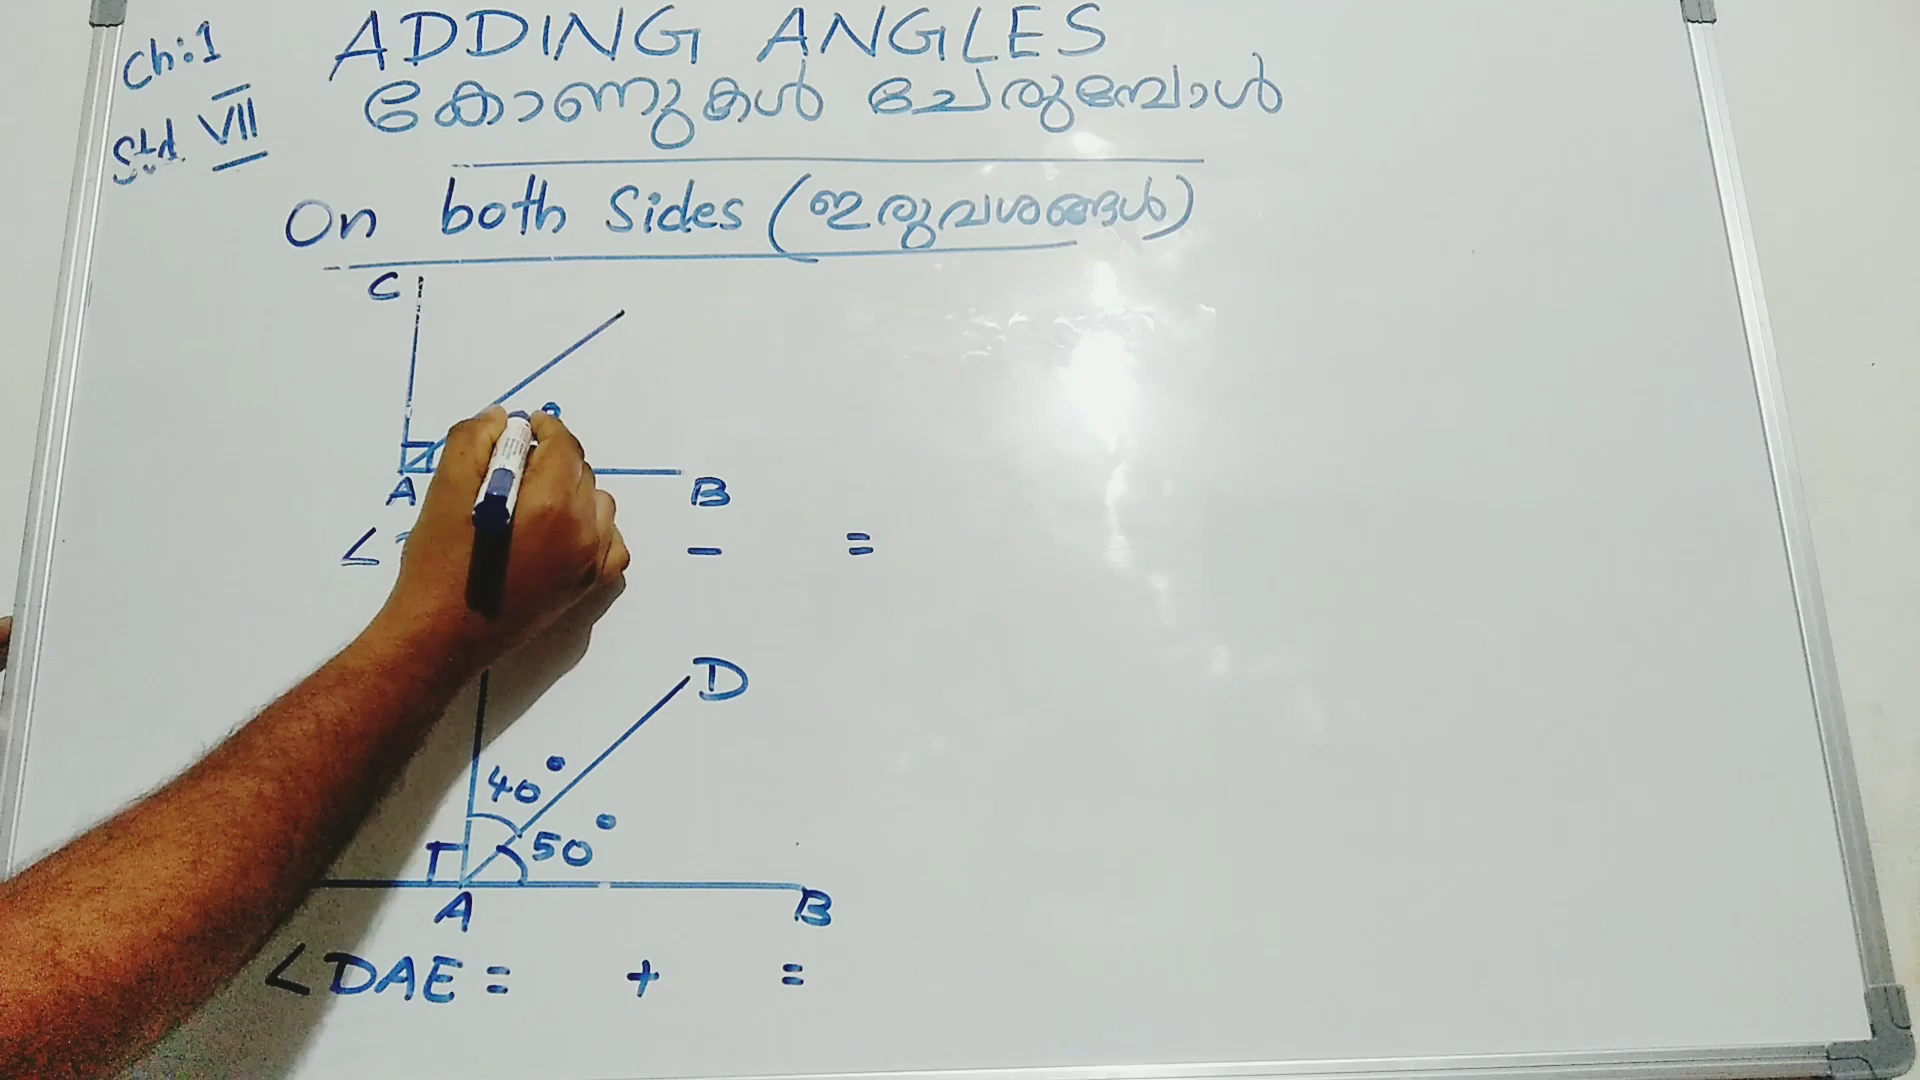 Ch:1
Std VII
ADDING ANGLES
കോണുകൾ ചേരുമ്പോൾ
On both Sides (ഇരുവശങ്ങൾ)
C
A B
∠ - =
D
40°
50°
A B
∠DAE = + =